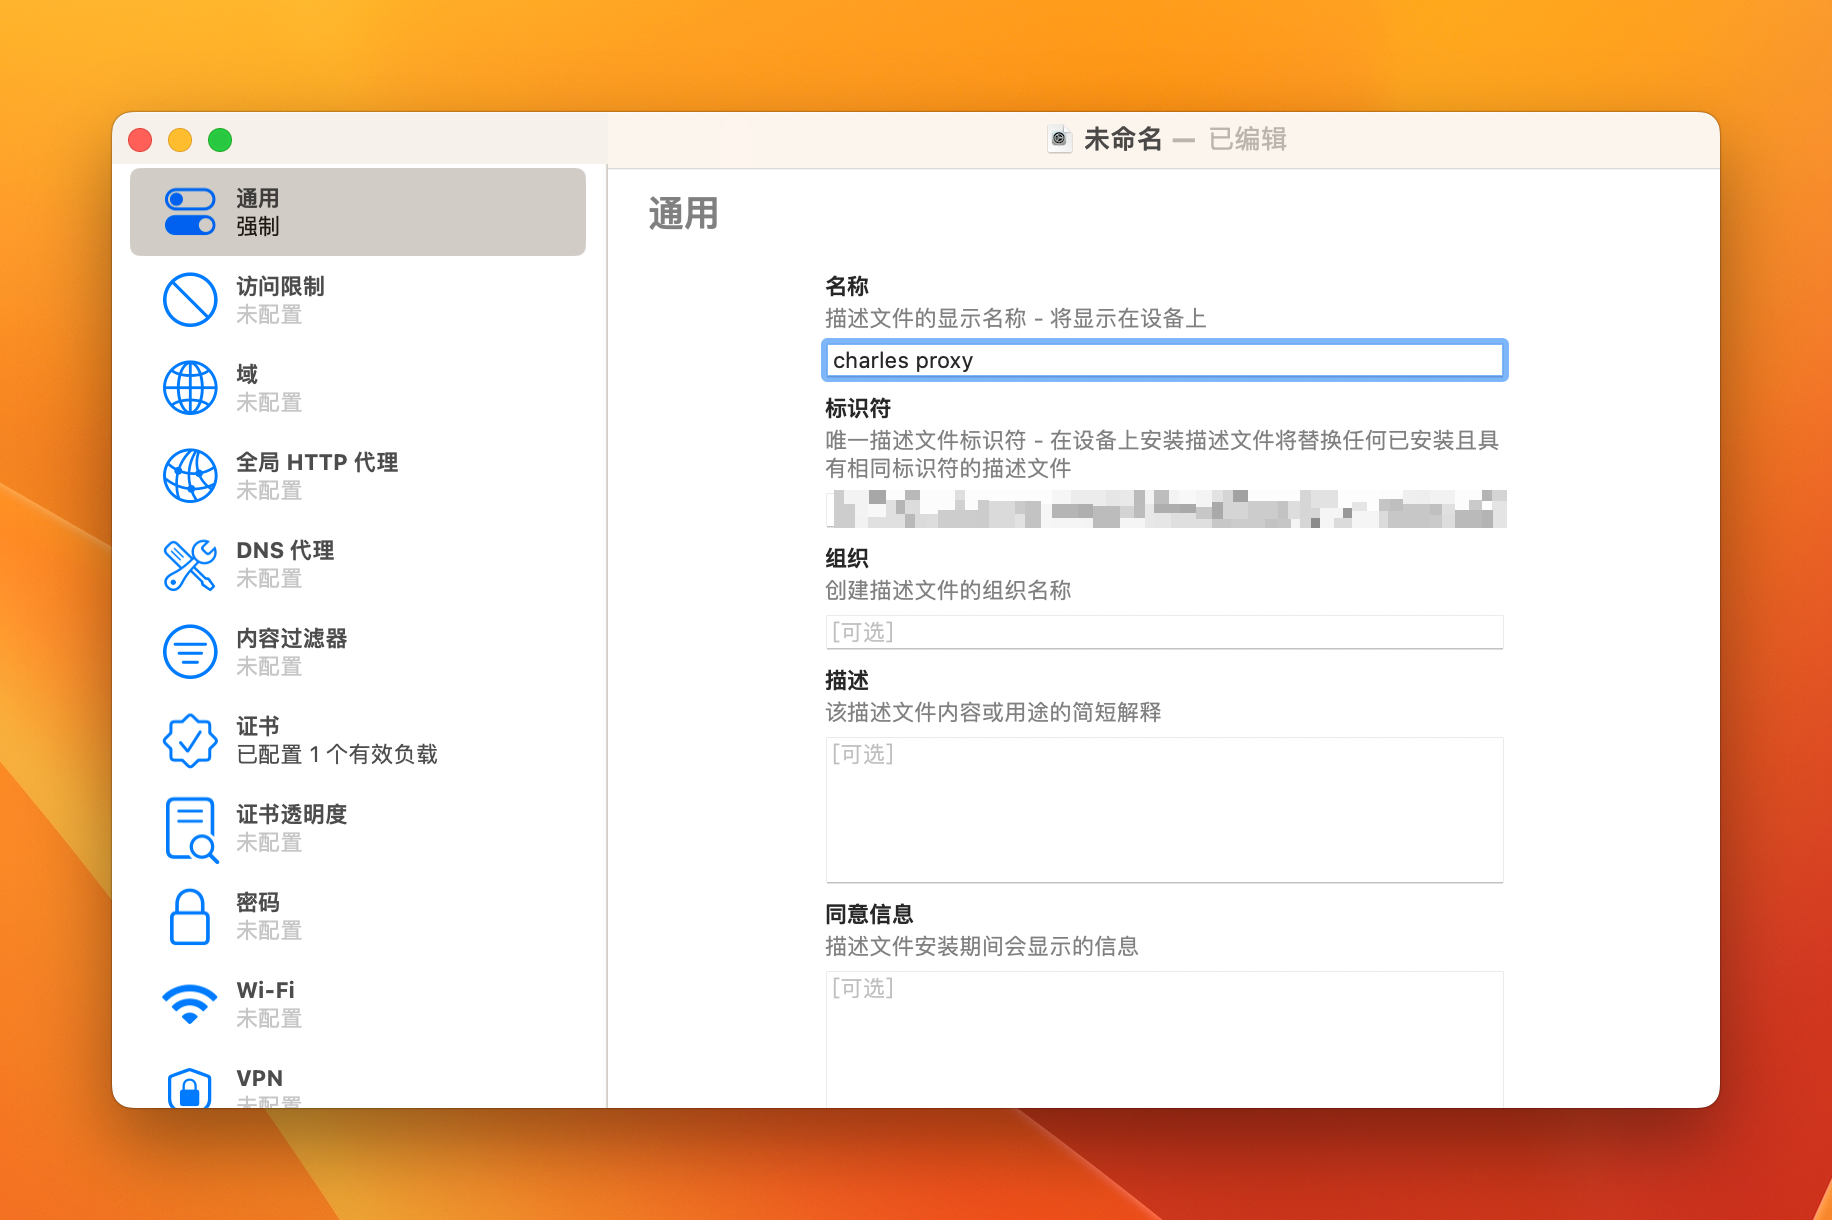 未命名 — 已编辑
通用
强制
访问限制
未配置
域
未配置
全局 HTTP 代理
未配置
DNS 代理
未配置
内容过滤器
未配置
证书
已配置 1 个有效负载
证书透明度
未配置
密码
未配置
Wi-Fi
未配置
VPN
未配置
通用
名称
描述文件的显示名称 - 将显示在设备上
charles proxy
标识符
唯一描述文件标识符 - 在设备上安装描述文件将替换任何已安装且具
有相同标识符的描述文件
组织
创建描述文件的组织名称
[可选]
描述
该描述文件内容或用途的简短解释
[可选]
同意信息
描述文件安装期间会显示的信息
[可选]